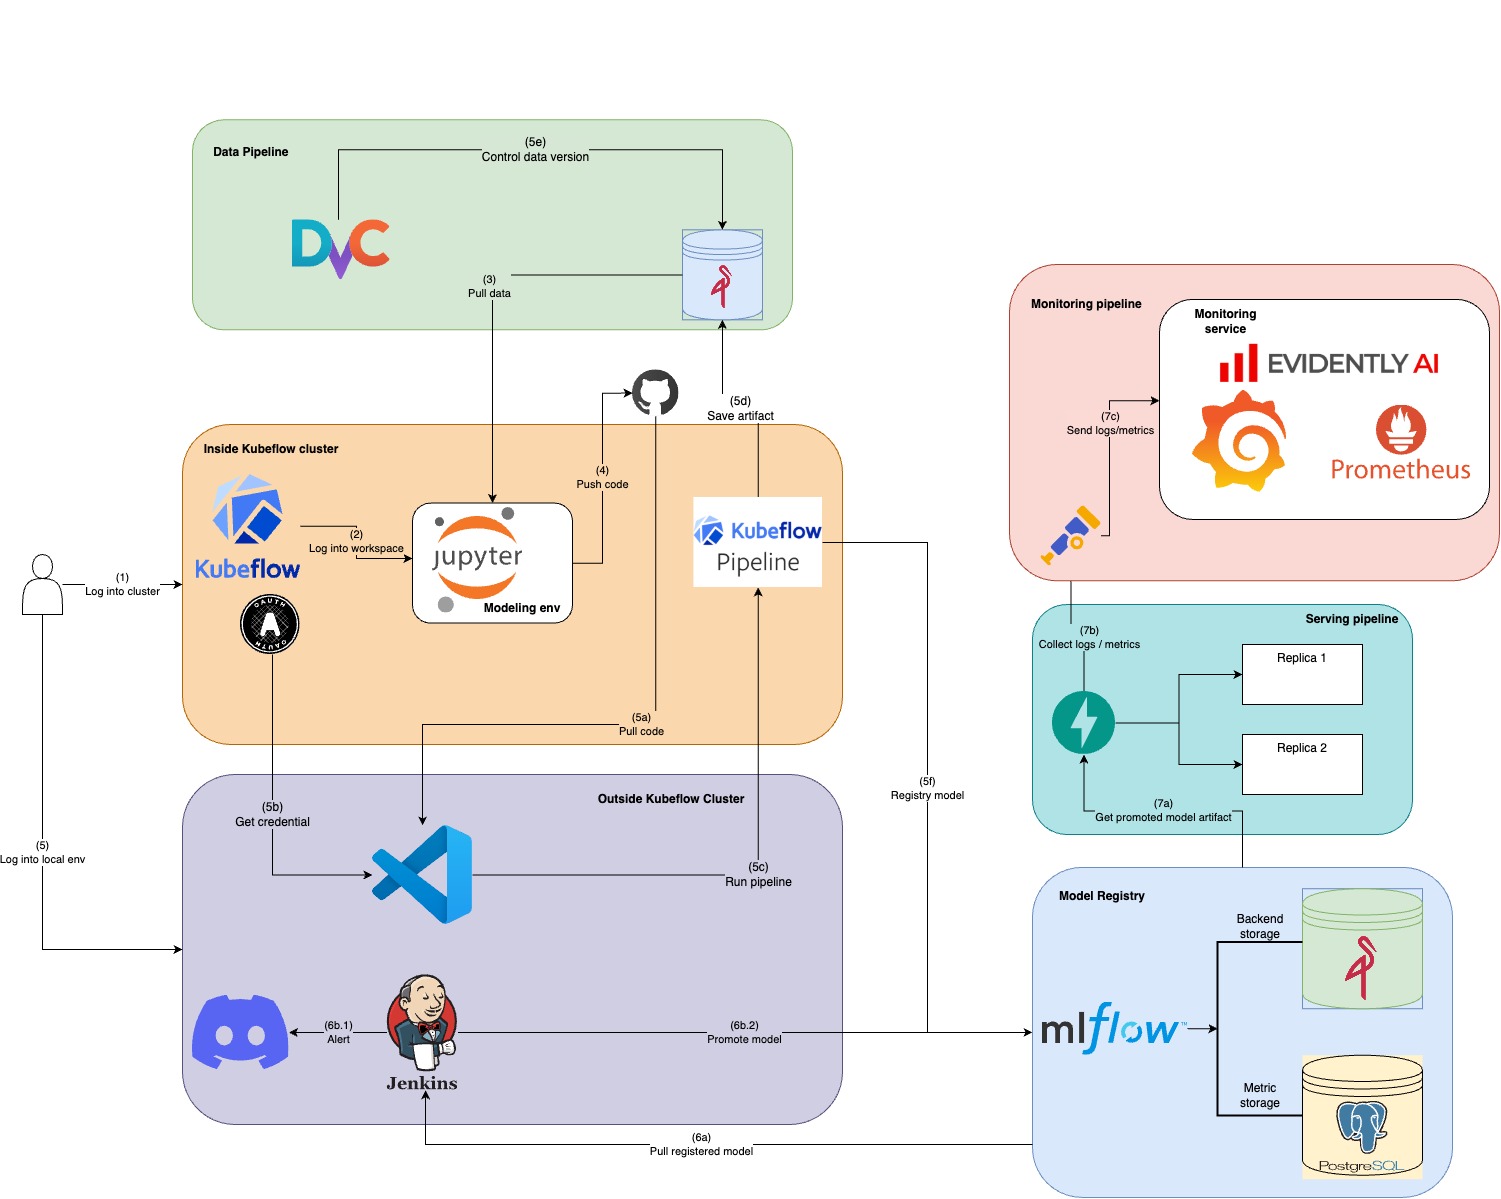 Data Pipeline
(5e)
Control data version
DVC
(3)
Pull data
(5d)
Save artifact
Inside Kubeflow cluster
(4)
Push code
Kubeflow
(2)
Log into workspace
jupyter
Modeling env
Kubeflow
Pipeline
(1)
Log into cluster
OAUTH
A
OAUTH
(5a)
Pull code
(5)
Log into local env
Outside Kubeflow Cluster
(5b)
Get credential
(5c)
Run pipeline
(5f)
Registry model
(6b.1)
Alert
Jenkins
(6b.2)
Promote model
(6a)
Pull registered model
Monitoring pipeline
Monitoring
service
EVIDENTLY AI
Prometheus
(7c)
Send logs/metrics
Serving pipeline
(7b)
Collect logs / metrics
Replica 1
Replica 2
(7a)
Get promoted model artifact
Model Registry
Backend
storage
mlflow™
Metric
storage
PostgreSQL